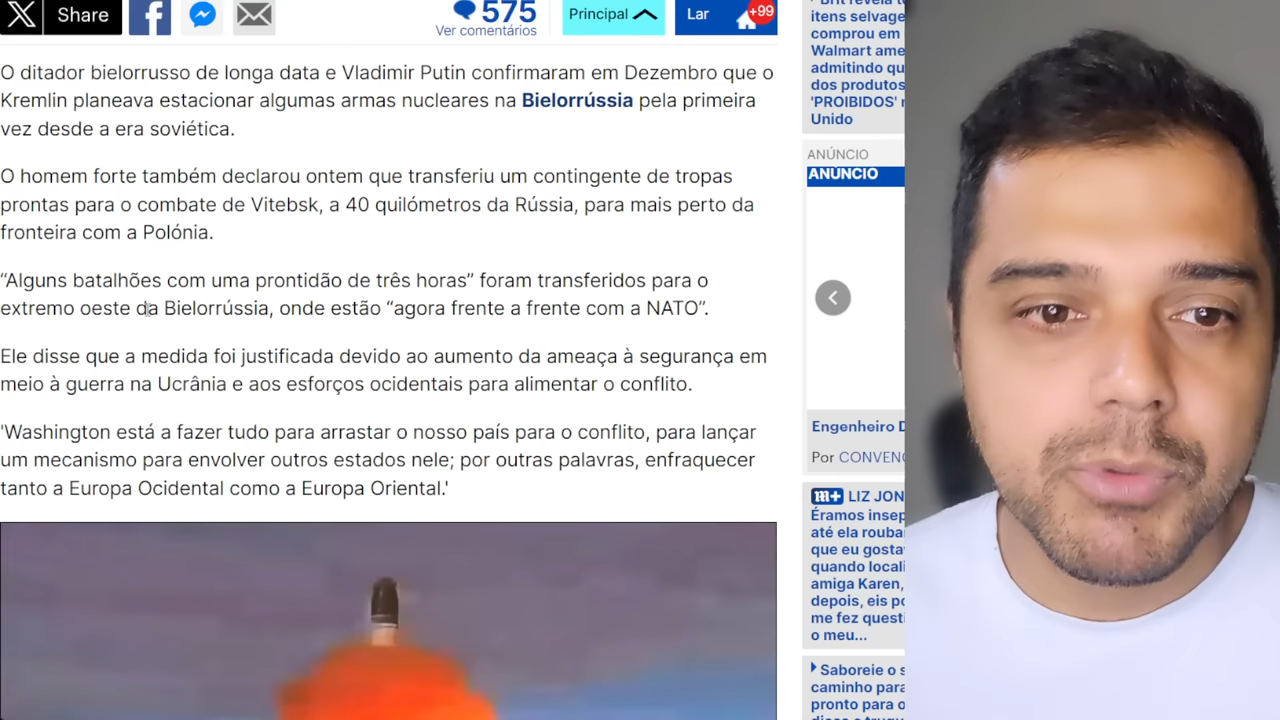 Share
575
Ver comentários
Principal
Lar
+99
O ditador bielorrusso de longa data e Vladimir Putin confirmaram em Dezembro que o
Kremlin planeava estacionar algumas armas nucleares na Bielorrússia pela primeira
vez desde a era soviética.
O homem forte também declarou ontem que transferiu um contingente de tropas
prontas para o combate de Vitebsk, a 40 quilómetros da Rússia, para mais perto da
fronteira com a Polónia.
“Alguns batalhões com uma prontidão de três horas” foram transferidos para o
extremo oeste da Bielorrússia, onde estão “agora frente a frente com a NATO”.
Ele disse que a medida foi justificada devido ao aumento da ameaça à segurança em
meio à guerra na Ucrânia e aos esforços ocidentais para alimentar o conflito.
'Washington está a fazer tudo para arrastar o nosso país para o conflito, para lançar
um mecanismo para envolver outros estados nele; por outras palavras, enfraquecer
tanto a Europa Ocidental como a Europa Oriental.'
itens selvage
comprou em
Walmart ame
admitindo qu
dos produtos
'PROIBIDOS'
Unido
ANÚNCIO
ANÚNCIO
Engenheiro D
Por CONVENÇ
m+ LIZ JON
Éramos insep
até ela rouba
que eu gosta
quando locali
amiga Karen,
depois, eis po
me fez questi
o meu...
Saboreie o s
caminho para
pronto para o